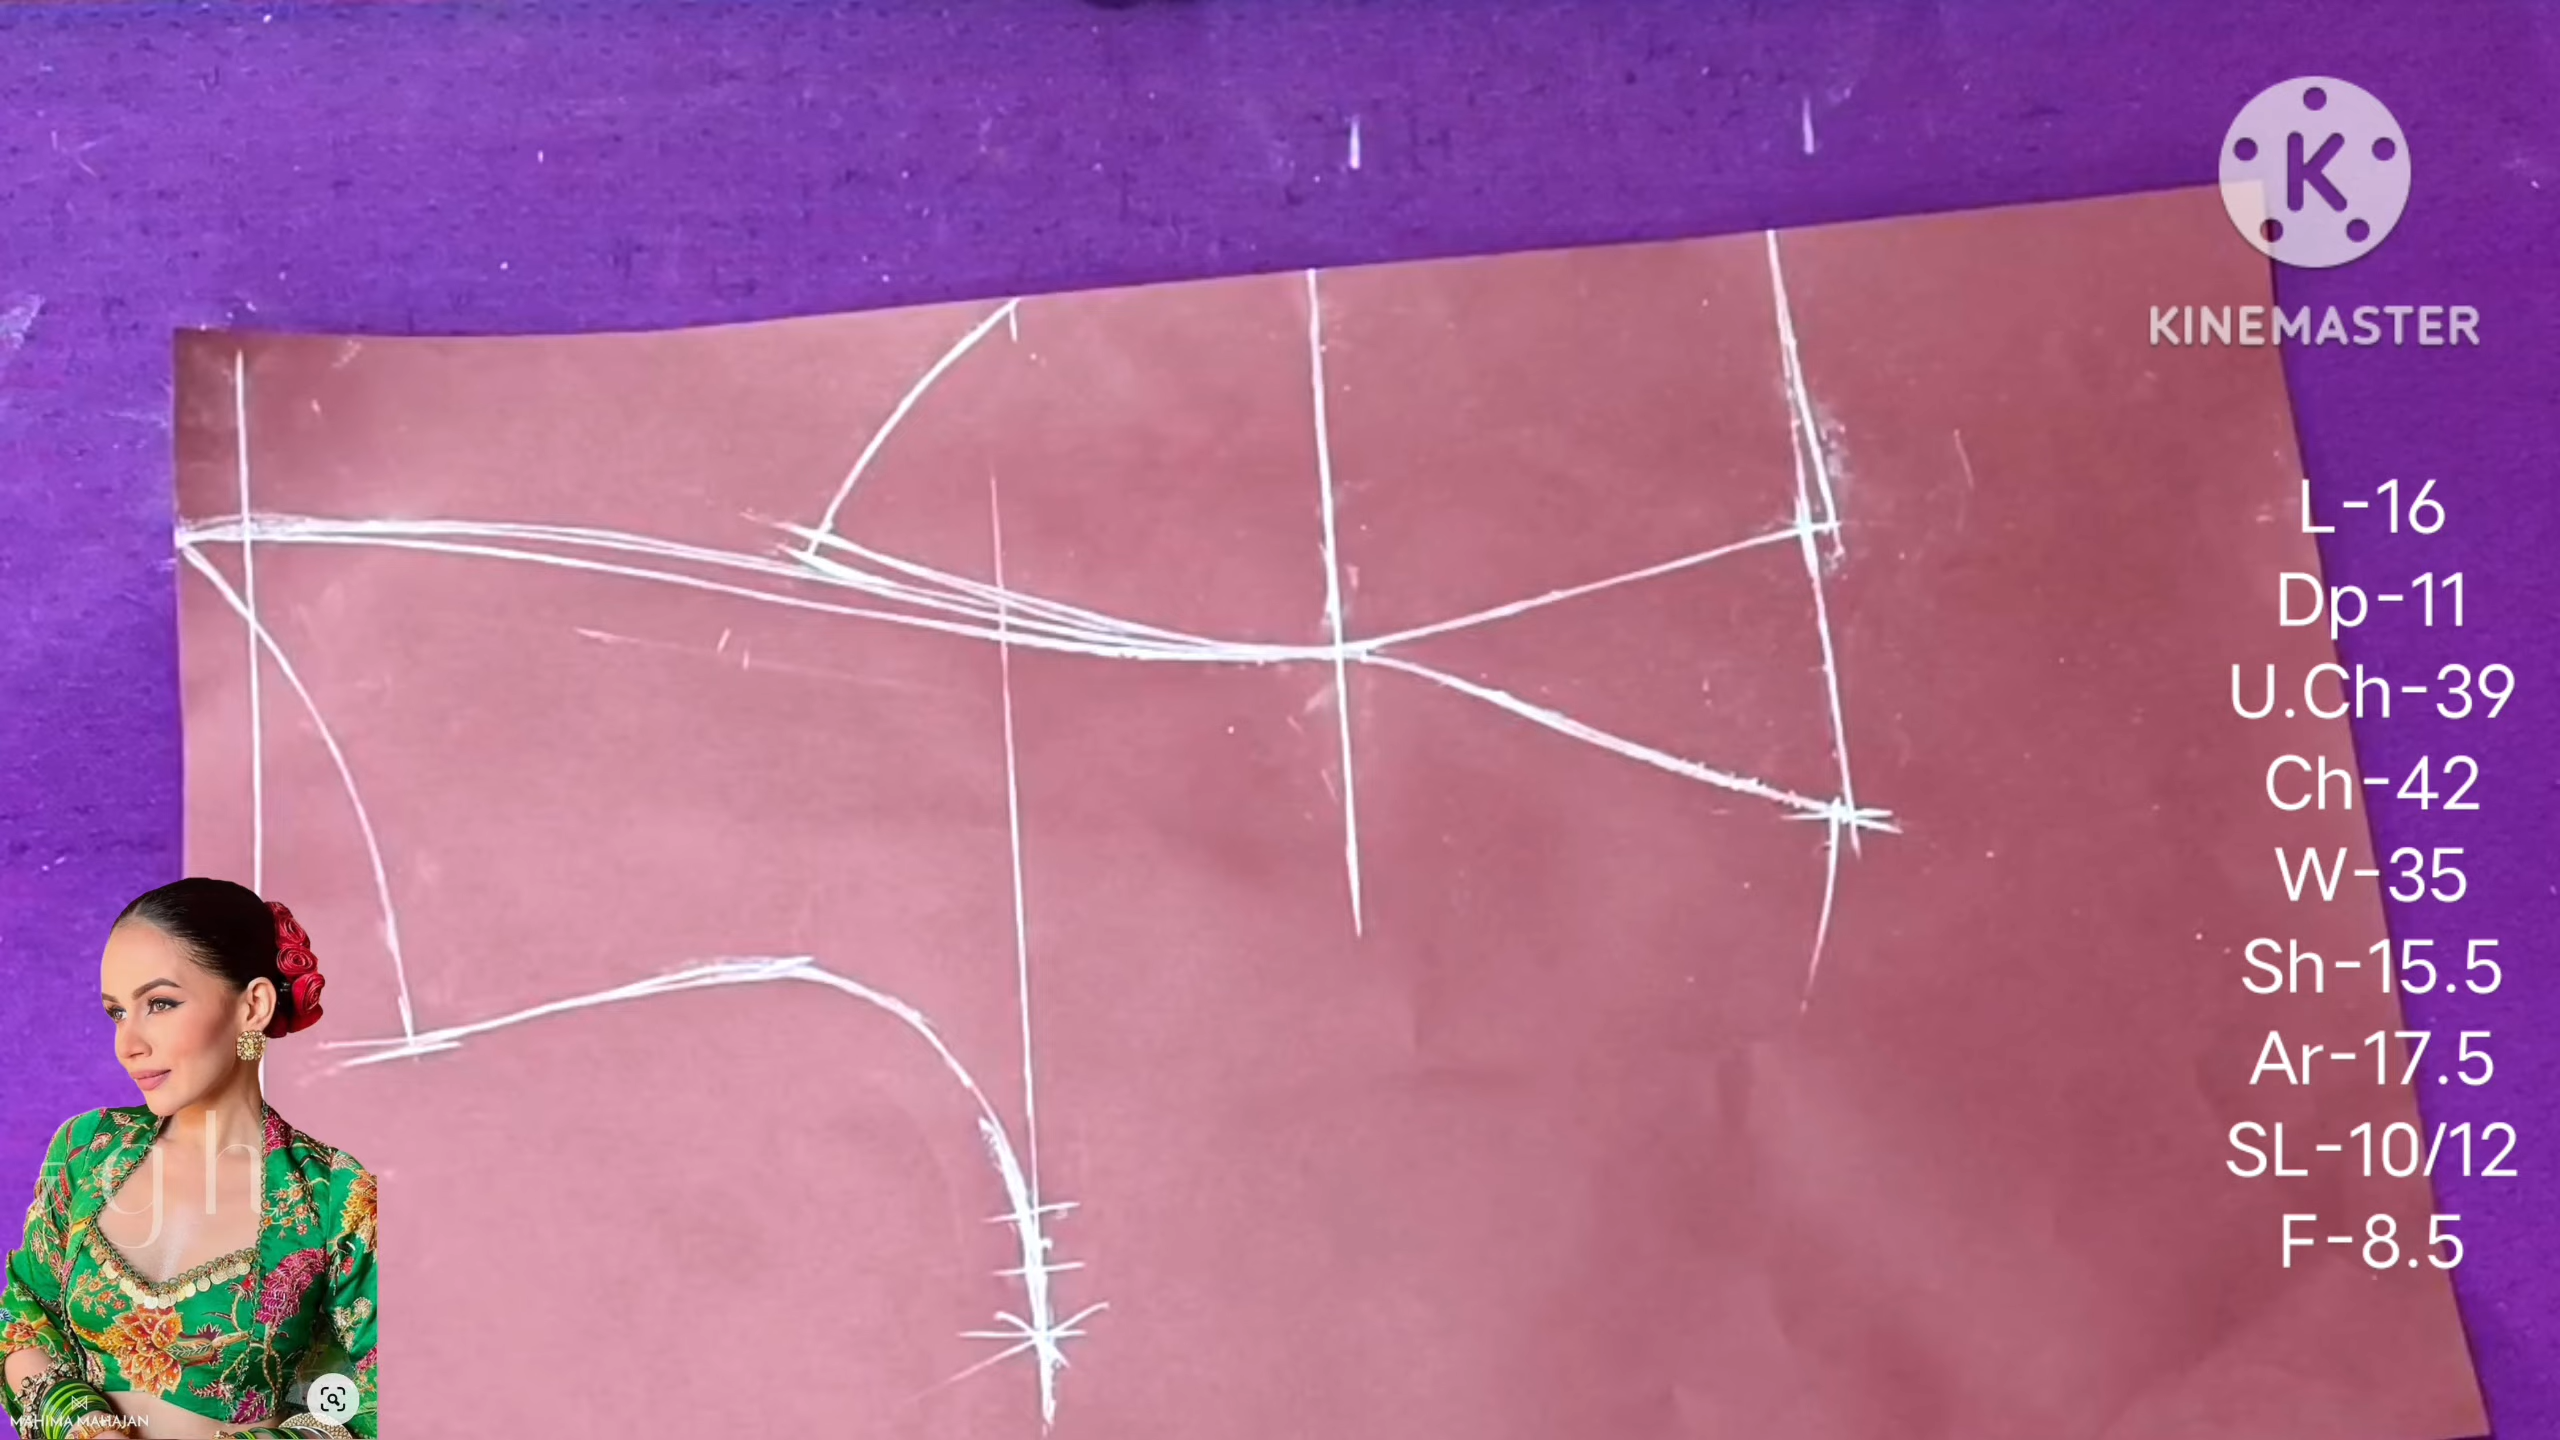 K
KINEMASTER
L-16
Dp-11
U.Ch-39
Ch-42
W-35
Sh-15.5
Ar-17.5
SL-10/12
F-8.5
gh
MAHIMA MAHAJAN